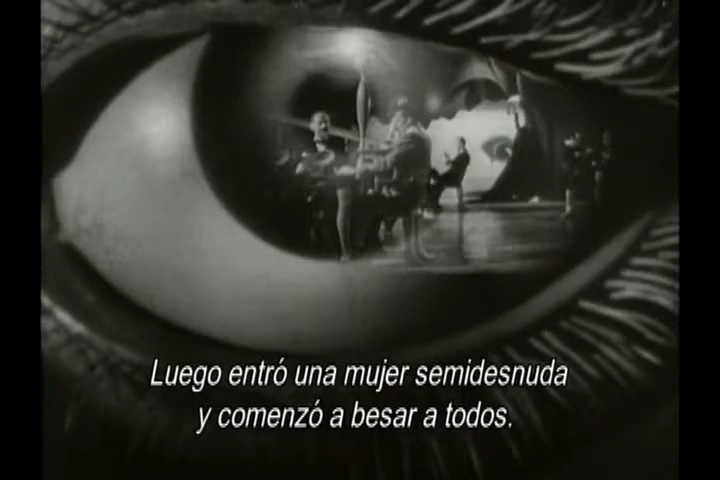 Luego entró una mujer semidesnuda
y comenzó a besar a todos.